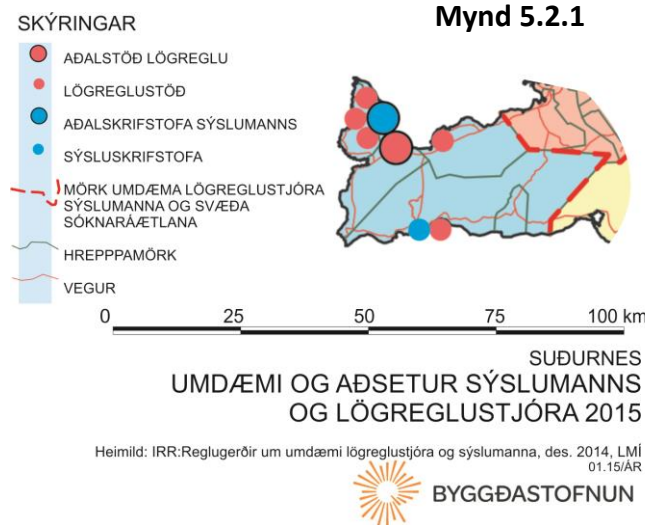 Mynd 5.2.1
SKÝRINGAR
AÐALSTÖÐ LÖGREGLU
LÖGREGLUSTÖÐ
AÐALSKRIFSTOFA SÝSLUMANNS
SÝSLUSKRIFSTOFA
MÖRK UMDÆMA LÖGREGLUSTJÓRA
SÝSLUMANNA OG SVÆÐA
SÓKNARÁÆTLANA
HREPPPAMÖRK
VEGUR
0 25 50 75 100 km
SUÐURNES
UMDÆMI OG AÐSETUR SÝSLUMANNS
OG LÖGREGLUSTJÓRA 2015
Heimild: IRR:Reglugerðir um umdæmi lögreglustjóra og sýslumanna, des. 2014, LMÍ
01.15/ÁR
BYGGÐASTOFNUN